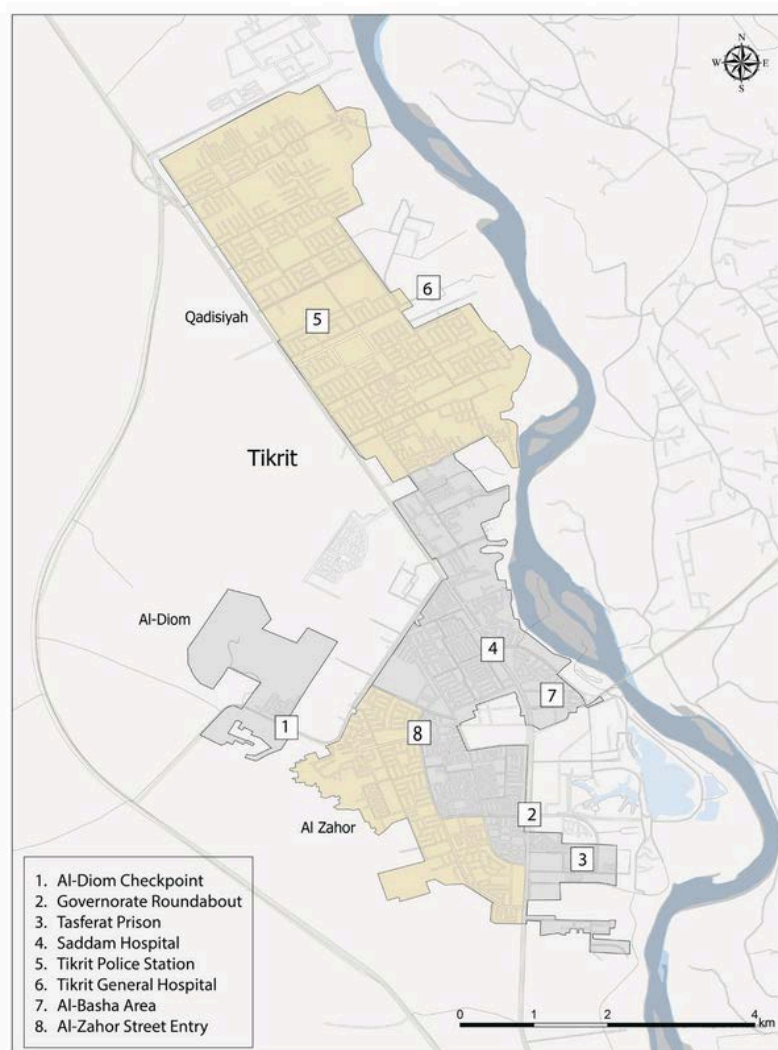 N
W E
S
6
Qadisiyah
5
Tikrit
Al-Diom
4
7
1
8
Al Zahor
2
3
1. Al-Diom Checkpoint
2. Governorate Roundabout
3. Tasferat Prison
4. Saddam Hospital
5. Tikrit Police Station
6. Tikrit General Hospital
7. Al-Basha Area
8. Al-Zahor Street Entry
0 1 2 4
km